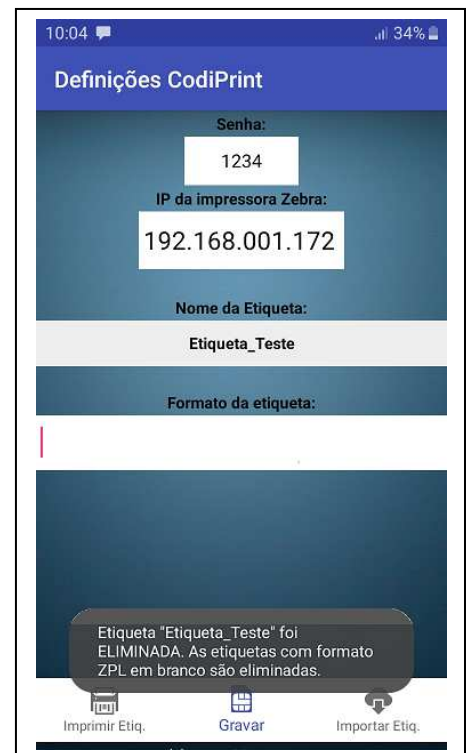 10:04 34%
Definições CodiPrint
Senha:
1234
IP da impressora Zebra:
192.168.001.172
Nome da Etiqueta:
Etiqueta_Teste
Formato da etiqueta:
Etiqueta "Etiqueta_Teste" foi
ELIMINADA. As etiquetas com formato
ZPL em branco são eliminadas.
Imprimir Etiq. Gravar Importar Etiq.